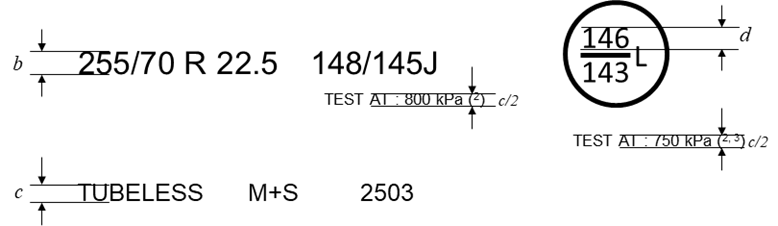 b 255/70 R 22.5 148/145J 146 d
143 L
TEST AT : 800 kPa (2) c/2
TEST AT : 750 kPa (2, 3) c/2
c TUBELESS M+S 2503